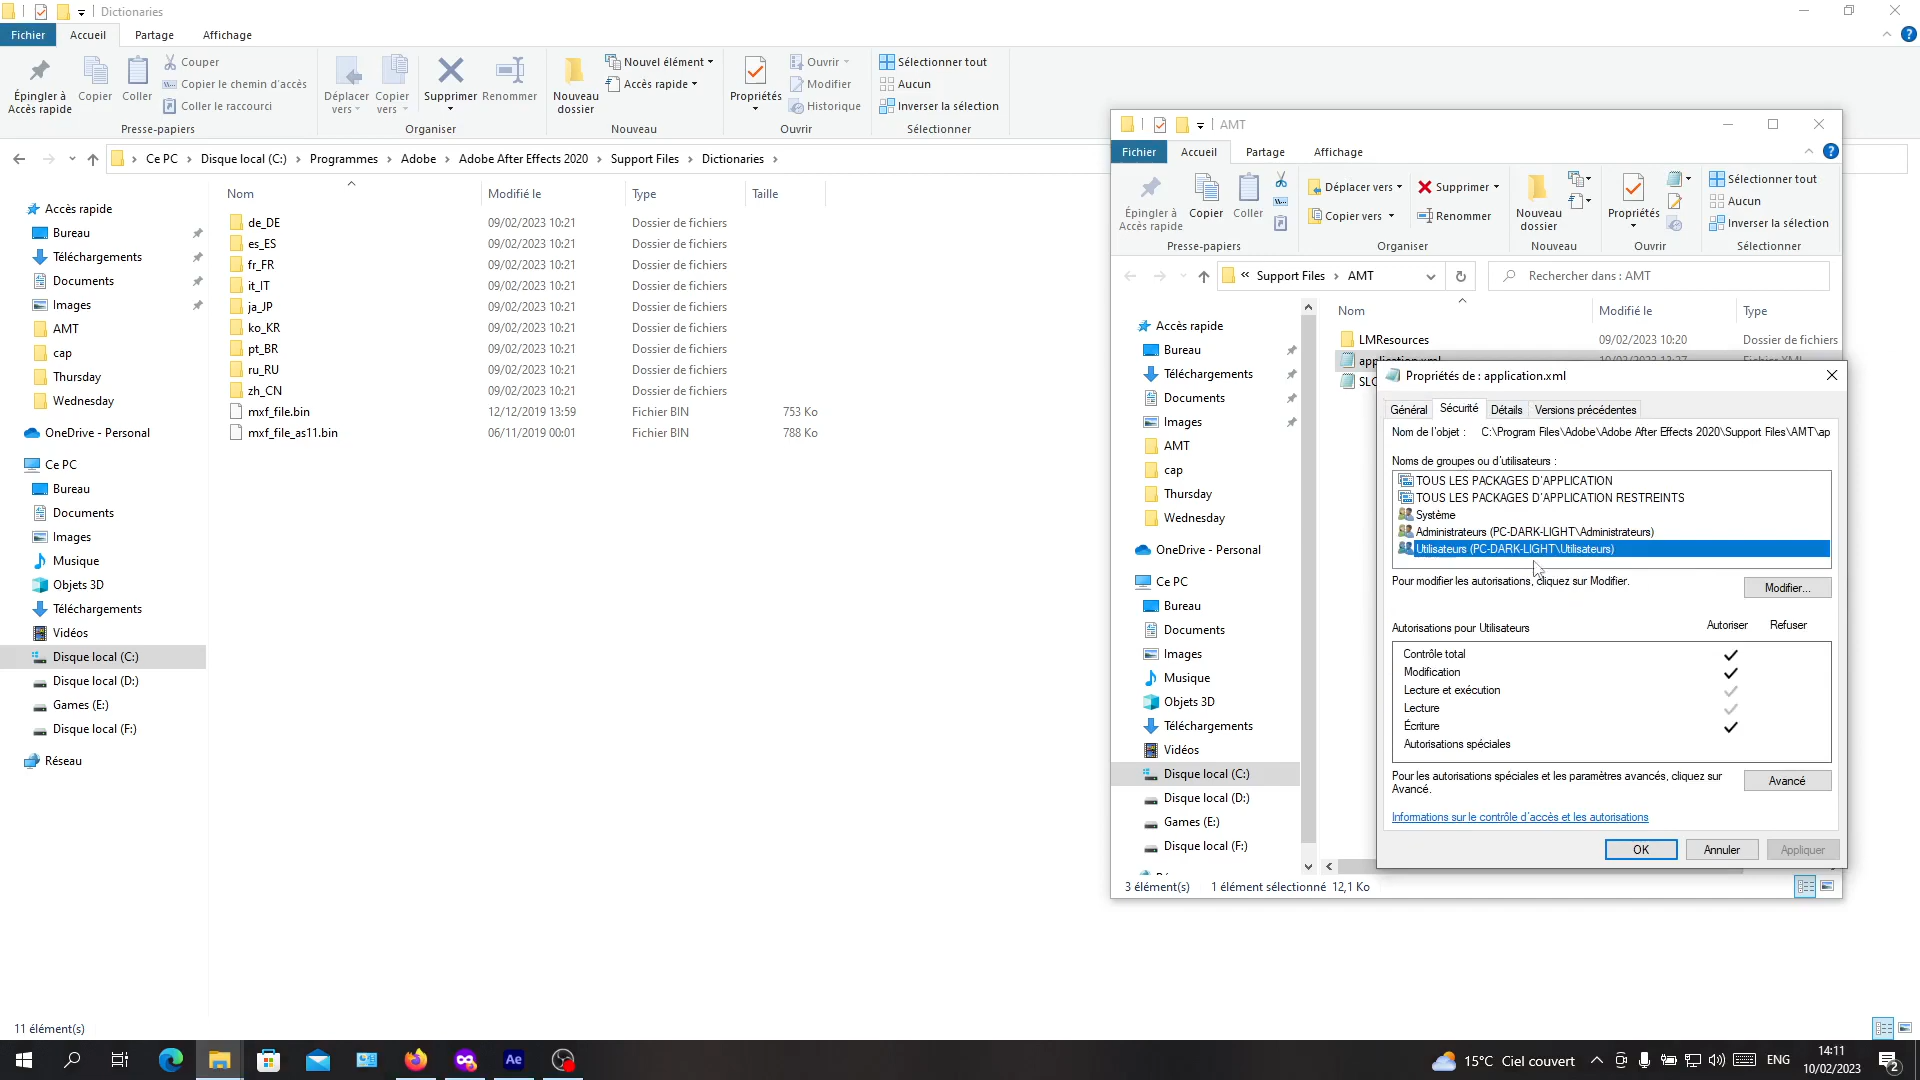 Dictionaries
Fichier
Accueil
Partage
Affichage
Épingler à
Accès rapide
Copier
Coller
Couper
Copier le chemin d'accès
Coller le raccourci
Presse-papiers
Déplacer
vers
Copier
vers
Supprimer
Renommer
Organiser
Nouveau
dossier
Nouvel élément
Accès rapide
Nouveau
Propriétés
Ouvrir
Modifier
Historique
Ouvrir
Sélectionner tout
Aucun
Inverser la sélection
Sélectionner
Ce PC > Disque local (C:) > Programmes > Adobe > Adobe After Effects 2020 > Support Files > Dictionaries >
Accès rapide
Bureau
Téléchargements
Documents
Images
AMT
cap
Thursday
Wednesday
OneDrive - Personal
Ce PC
Bureau
Documents
Images
Musique
Objets 3D
Téléchargements
Vidéos
Disque local (C:)
Disque local (D:)
Games (E:)
Disque local (F:)
Réseau
Nom Modifié le Type Taille
de_DE 09/02/2023 10:21 Dossier de fichiers
es_ES 09/02/2023 10:21 Dossier de fichiers
fr_FR 09/02/2023 10:21 Dossier de fichiers
it_IT 09/02/2023 10:21 Dossier de fichiers
ja_JP 09/02/2023 10:21 Dossier de fichiers
ko_KR 09/02/2023 10:21 Dossier de fichiers
pt_BR 09/02/2023 10:21 Dossier de fichiers
ru_RU 09/02/2023 10:21 Dossier de fichiers
zh_CN 09/02/2023 10:21 Dossier de fichiers
mxf_file.bin 12/12/2019 13:59 Fichier BIN 753 Ko
mxf_file_as11.bin 06/11/2019 00:01 Fichier BIN 788 Ko
11 élément(s)
AMT
Fichier
Accueil
Partage
Affichage
Épingler à
Accès rapide
Copier
Coller
Presse-papiers
Déplacer vers
Copier vers
Supprimer
Renommer
Organiser
Nouveau
dossier
Nouveau
Propriétés
Ouvrir
Sélectionner tout
Aucun
Inverser la sélection
Sélectionner
« Support Files > AMT
Rechercher dans : AMT
Accès rapide
Bureau
Téléchargements
Documents
Images
AMT
cap
Thursday
Wednesday
OneDrive - Personal
Ce PC
Bureau
Documents
Images
Musique
Objets 3D
Téléchargements
Vidéos
Disque local (C:)
Disque local (D:)
Games (E:)
Disque local (F:)
Nom Modifié le Type
LMResources 09/02/2023 10:20 Dossier de fichiers
3 élément(s) 1 élément sélectionné 12,1 Ko
Propriétés de : application.xml
Général
Sécurité
Détails
Versions précédentes
Nom de l'objet : C:\Program Files\Adobe\Adobe After Effects 2020\Support Files\AMT\ap
Noms de groupes ou d'utilisateurs :
TOUS LES PACKAGES D'APPLICATION
TOUS LES PACKAGES D'APPLICATION RESTREINTS
Système
Administrateurs (PC-DARK-LIGHT\Administrateurs)
Utilisateurs (PC-DARK-LIGHT\Utilisateurs)
Pour modifier les autorisations, cliquez sur Modifier.
Modifier...
Autorisations pour Utilisateurs Autoriser Refuser
Contrôle total
Modification
Lecture et exécution
Lecture
Écriture
Autorisations spéciales
Pour les autorisations spéciales et les paramètres avancés, cliquez sur
Avancé.
Avancé
Informations sur le contrôle d'accès et les autorisations
OK
Annuler
Appliquer
Ae
15°C Ciel couvert
ENG
14:11
10/02/2023
2